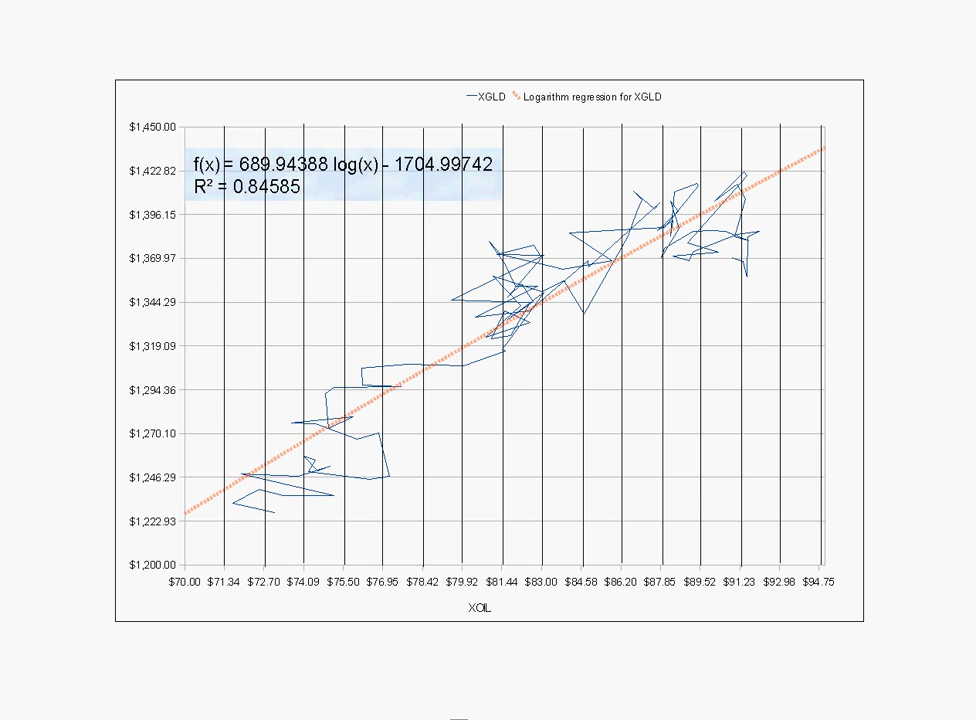 XGLD Logarithm regression for XGLD
$1,450.00
f(x) = 689.94388 log(x) - 1704.99742
$1,422.82
R² = 0.84585
$1,396.15
$1,369.97
$1,344.29
$1,319.09
$1,294.36
$1,270.10
$1,246.29
$1,222.93
$1,200.00
$70.00 $71.34 $72.70 $74.09 $75.50 $76.95 $78.42 $79.92 $81.44 $83.00 $84.58 $86.20 $87.85 $89.52 $91.23 $92.98 $94.75
XOIL